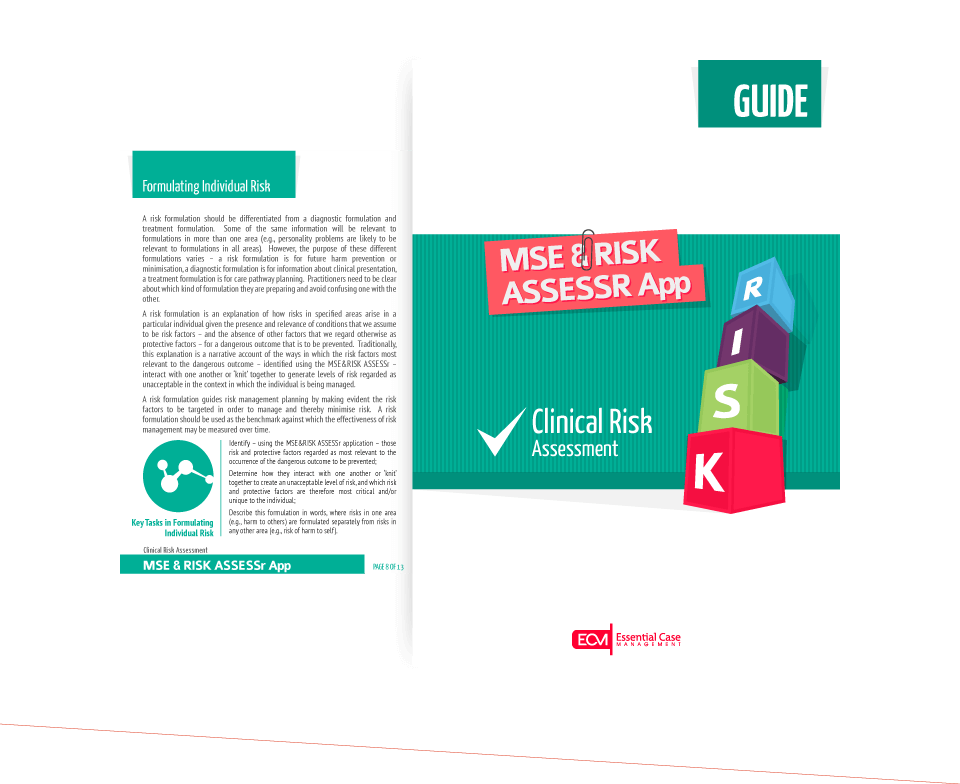 Formulating Individual Risk
A risk formulation should be differentiated from a diagnostic formulation and
treatment formulation. Some of the same information will be relevant to
formulations in more than one area (e.g., personality problems are likely to be
relevant to formulations in all areas). However, the purpose of these different
formulations varies – a risk formulation is for future harm prevention or
minimisation, a diagnostic formulation is for information about clinical presentation,
a treatment formulation is for care pathway planning. Practitioners need to be clear
about which kind of formulation they are preparing and avoid confusing one with the
other.
A risk formulation is an explanation of how risks in specified areas arise in a
particular individual given the presence and relevance of conditions that we assume
to be risk factors – and the absence of other factors that we regard otherwise as
protective factors – for a dangerous outcome that is to be prevented. Traditionally,
this explanation is a narrative account of the ways in which the risk factors most
relevant to the dangerous outcome – identified using the MSE&RISK ASSESSr –
interact with one another or 'knit' together to generate levels of risk regarded as
unacceptable in the context in which the individual is being managed.
A risk formulation guides risk management planning by making evident the risk
factors to be targeted in order to manage and thereby minimise risk. A risk
formulation should be used as the benchmark against which the effectiveness of risk
management may be measured over time.
Identify – using the MSE&RISK ASSESSr application – those
risk and protective factors regarded as most relevant to the
occurrence of the dangerous outcome to be prevented;
Determine how they interact with one another or 'knit'
together to create an unacceptable level of risk, and which risk
and protective factors are therefore most critical and/or
unique to the individual;
Describe this formulation in words, where risks in one area
(e.g., harm to others) are formulated separately from risks in
any other area (e.g., risk of harm to self).
Key Tasks in Formulating
Individual Risk
Clinical Risk Assessment
MSE & RISK ASSESSr App
PAGE 8 OF 13
GUIDE
MSE & RISK
ASSESSR App
R
I
S
K
Clinical Risk
Assessment
ECM
Essential Case
MANAGEMENT